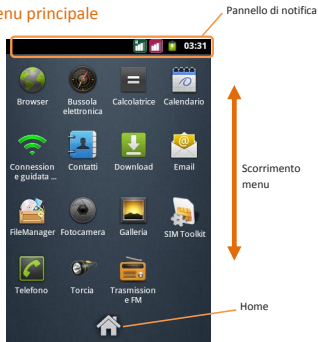 nu principale
Pannello di notifica
03:31
Browser
Bussola
elettronica
Calcolatrice
Calendario
Connession
e guidata ...
Contatti
Download
Email
Scorrimento
menu
FileManager
Fotocamera
Galleria
SIM Toolkit
Telefono
Torcia
Trasmission
e FM
Home